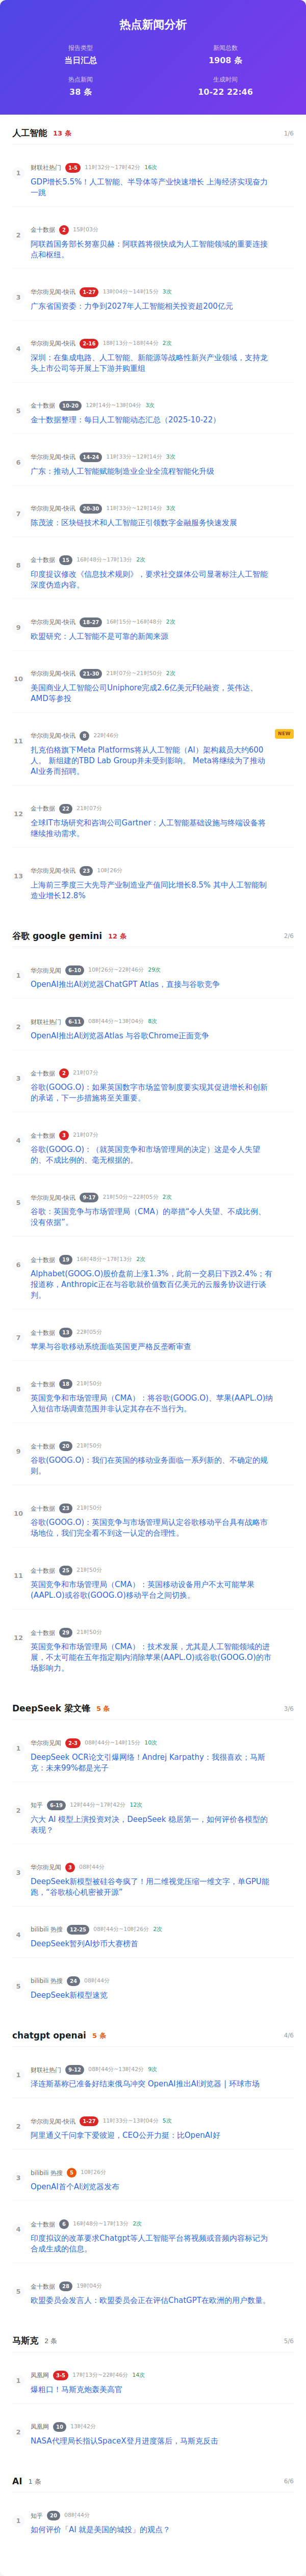 热点新闻分析
报告类型
当日汇总
新闻总数
1908 条
热点新闻
38 条
生成时间
10-22 22:46
人工智能 13 条 1/6
1
财联社热门 1-5 11时32分~17时42分 16次
GDP增长5.5%！人工智能、半导体等产业快速增长 上海经济实现奋力
一跳
2
金十数据 2 15时03分
阿联酋国务部长努塞贝赫：阿联酋将很快成为人工智能领域的重要连接
点和枢纽。
3
华尔街见闻-快讯 1-27 13时04分~14时15分 3次
广东省国资委：力争到2027年人工智能相关投资超200亿元
4
华尔街见闻-快讯 2-16 18时13分~18时44分 2次
深圳：在集成电路、人工智能、新能源等战略性新兴产业领域，支持龙
头上市公司等开展上下游并购重组
5
金十数据 10-20 12时14分~13时04分 3次
金十数据整理：每日人工智能动态汇总（2025-10-22）
6
华尔街见闻-快讯 14-24 11时33分~12时14分 3次
广东：推动人工智能赋能制造业企业全流程智能化升级
7
华尔街见闻-快讯 20-30 11时33分~12时14分 3次
陈茂波：区块链技术和人工智能正引领数字金融服务快速发展
8
金十数据 15 16时48分~17时13分 2次
印度提议修改《信息技术规则》，要求社交媒体公司显著标注人工智能
深度伪造内容。
9
华尔街见闻-快讯 18-27 16时15分~16时48分 2次
欧盟研究：人工智能不是可靠的新闻来源
10
华尔街见闻-快讯 21-30 21时07分~21时50分 2次
美国商业人工智能公司Uniphore完成2.6亿美元F轮融资，英伟达、
AMD等参投
11
华尔街见闻-快讯 8 22时46分 NEW
扎克伯格旗下Meta Platforms将从人工智能（AI）架构裁员大约600
人。 新组建的TBD Lab Group并未受到影响。 Meta将继续为了推动
AI业务而招聘。
12
金十数据 22 21时07分
全球IT市场研究和咨询公司Gartner：人工智能基础设施与终端设备将
继续推动需求。
13
华尔街见闻-快讯 23 10时26分
上海前三季度三大先导产业制造业产值同比增长8.5% 其中人工智能制
造业增长12.8%
谷歌 google gemini 12 条 2/6
1
华尔街见闻 6-10 10时26分~22时46分 29次
OpenAI推出AI浏览器ChatGPT Atlas，直接与谷歌竞争
2
财联社热门 6-11 08时44分~13时04分 8次
OpenAI推出AI浏览器Atlas 与谷歌Chrome正面竞争
3
金十数据 2 21时07分
谷歌(GOOG.O)：如果英国数字市场监管制度要实现其促进增长和创新
的承诺，下一步措施将至关重要。
4
金十数据 3 21时07分
谷歌(GOOG.O)：（就英国竞争和市场管理局的决定）这是令人失望
的、不成比例的、毫无根据的。
5
华尔街见闻-快讯 9-17 21时50分~22时05分 2次
谷歌：英国竞争与市场管理局（CMA）的举措“令人失望、不成比例、
没有依据”。
6
金十数据 19 16时48分~17时13分 2次
Alphabet(GOOG.O)股价盘前上涨1.3%，此前一交易日下跌2.4%；有
报道称，Anthropic正在与谷歌就价值数百亿美元的云服务协议进行谈
判。
7
金十数据 13 22时05分
苹果与谷歌移动系统面临英国更严格反垄断审查
8
金十数据 18 21时50分
英国竞争和市场管理局（CMA）：将谷歌(GOOG.O)、苹果(AAPL.O)纳
入短信市场调查范围并非认定其存在不当行为。
9
金十数据 20 21时50分
谷歌(GOOG.O)：我们在英国的移动业务面临一系列新的、不确定的规
则。
10
金十数据 23 21时50分
谷歌(GOOG.O)：英国竞争与市场管理局认定谷歌移动平台具有战略市
场地位，我们完全看不到这一认定的合理性。
11
金十数据 25 21时50分
英国竞争和市场管理局（CMA）：英国移动设备用户不太可能苹果
(AAPL.O)或谷歌(GOOG.O)移动平台之间切换。
12
金十数据 29 21时50分
英国竞争和市场管理局（CMA）：技术发展，尤其是人工智能领域的进
展，不太可能在五年指定期内消除苹果(AAPL.O)或谷歌(GOOG.O)的市
场影响力。
DeepSeek 梁文锋 5 条 3/6
1
华尔街见闻 2-3 08时44分~14时15分 10次
DeepSeek OCR论文引爆网络！Andrej Karpathy：我很喜欢；马斯
克：未来99%都是光子
2
知乎 6-19 12时44分~17时42分 12次
六大 AI 模型上演投资对决，DeepSeek 稳居第一，如何评价各模型的
表现？
3
华尔街见闻 3 08时44分
DeepSeek新模型被硅谷夸疯了！用二维视觉压缩一维文字，单GPU能
跑，“谷歌核心机密被开源”
4
bilibili 热搜 12-25 08时44分~10时26分 2次
DeepSeek暂列AI炒币大赛榜首
5
bilibili 热搜 24 08时44分
DeepSeek新模型速览
chatgpt openai 5 条 4/6
1
财联社热门 9-12 08时44分~13时42分 9次
泽连斯基称已准备好结束俄乌冲突 OpenAI推出AI浏览器 | 环球市场
2
华尔街见闻-快讯 1-27 11时33分~13时04分 5次
阿里通义千问拿下爱彼迎，CEO公开力挺：比OpenAI好
3
bilibili 热搜 5 10时26分
OpenAI首个AI浏览器发布
4
金十数据 6 16时48分~17时13分 2次
印度拟议的改革要求Chatgpt等人工智能平台将视频或音频内容标记为
合成生成的信息。
5
金十数据 28 19时04分
欧盟委员会发言人：欧盟委员会正在评估ChatGPT在欧洲的用户数量。
马斯克 2 条 5/6
1
凤凰网 3-5 17时13分~22时46分 14次
爆粗口！马斯克炮轰美高官
2
凤凰网 10 13时42分
NASA代理局长指认SpaceX登月进度落后，马斯克反击
AI 1 条 6/6
1
知乎 20 08时44分
如何评价「AI 就是美国的城投」的观点？